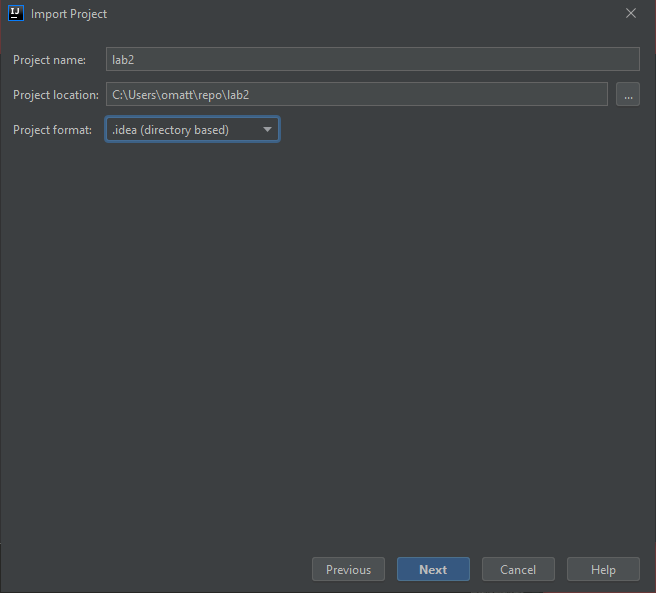 IJ
Import Project
Project name: lab2
Project location: C:\Users\omatt\repo\lab2 ...
Project format: .idea (directory based)
Previous Next Cancel Help